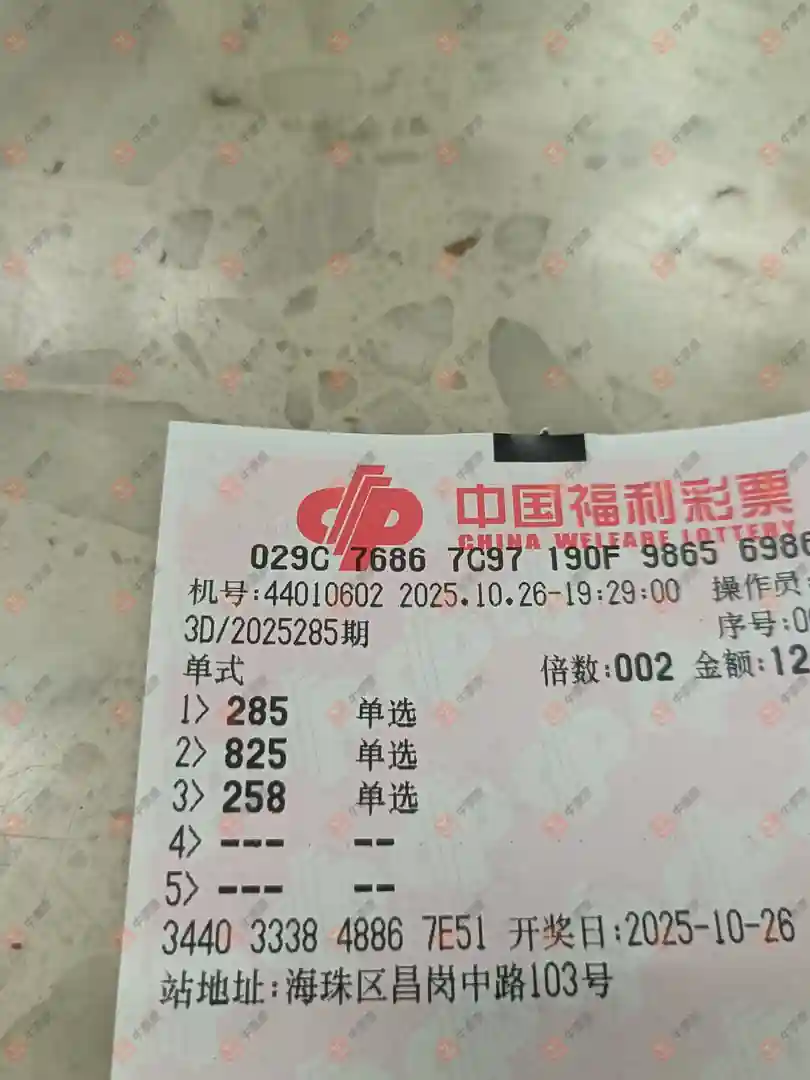 中国福利彩票
CHINA WELFARE LOTTERY
029C 7686 7C97 190F 9865 6986
机号:44010602 2025.10.26-19:29:00 操作员:
3D/2025285期 序号:00
单式 倍数:002 金额:12
1> 285 单选
2> 825 单选
3> 258 单选
4> --- --
5> --- --
3440 3338 4886 7E51 开奖日:2025-10-26
站地址:海珠区昌岗中路103号